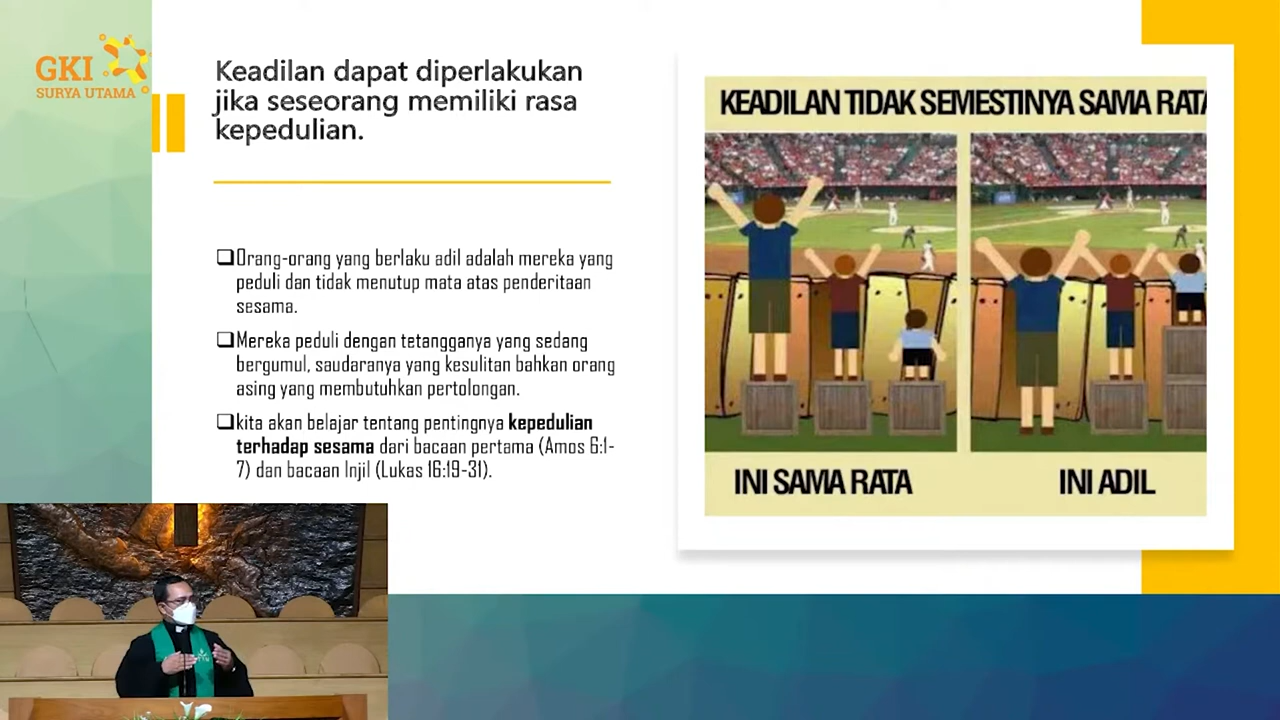 GKI
SURYA UTAMA
Keadilan dapat diperlakukan
jika seseorang memiliki rasa
kepedulian.
Orang-orang yang berlaku adil adalah mereka yang
peduli dan tidak menutup mata atas penderitaan
sesama.
Mereka peduli dengan tetangganya yang sedang
bergumul, saudaranya yang kesulitan bahkan orang
asing yang membutuhkan pertolongan.
kita akan belajar tentang pentingnya kepedulian
terhadap sesama dari bacaan pertama (Amos 6:1-
7) dan bacaan Injil (Lukas 16:19-31).
KEADILAN TIDAK SEMESTINYA SAMA RATA
INI SAMA RATA
INI ADIL